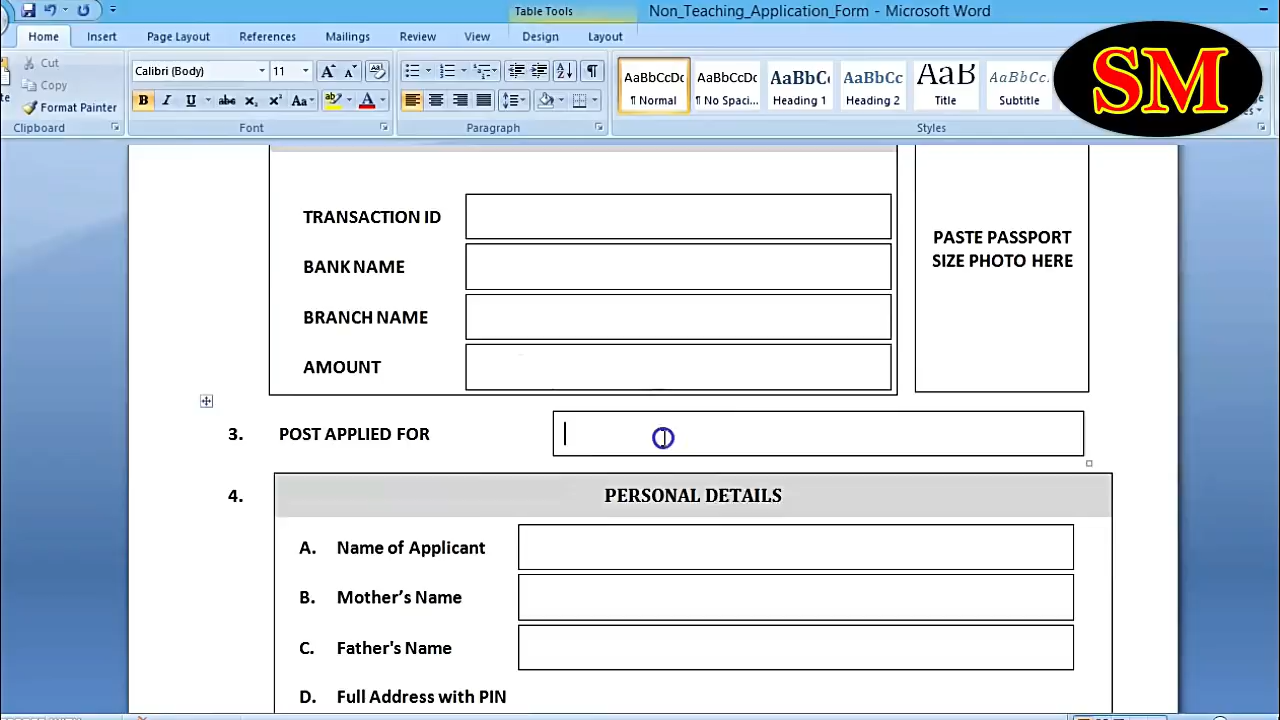 Table Tools
Non_Teaching_Application_Form - Microsoft Word
Home Insert Page Layout References Mailings Review View Design Layout
Cut
Copy
Format Painter
Clipboard
Calibri (Body) 11
Font
Paragraph
AaBbCcDc AaBbCcDc AaBbCc AaBbCc AaB AaBbCc
¶ Normal ¶ No Spaci... Heading 1 Heading 2 Title Subtitle
Styles
SM
TRANSACTION ID
BANK NAME
BRANCH NAME
AMOUNT
PASTE PASSPORT
SIZE PHOTO HERE
3. POST APPLIED FOR
4. PERSONAL DETAILS
A. Name of Applicant
B. Mother’s Name
C. Father's Name
D. Full Address with PIN